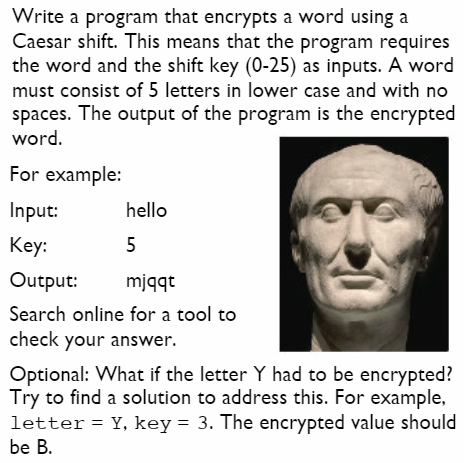 Write a program that encrypts a word using a
Caesar shift. This means that the program requires
the word and the shift key (0-25) as inputs. A word
must consist of 5 letters in lower case and with no
spaces. The output of the program is the encrypted
word.
For example:
Input: hello
Key: 5
Output: mjqqt
Search online for a tool to
check your answer.
Optional: What if the letter Y had to be encrypted?
Try to find a solution to address this. For example,
letter = Y, key = 3. The encrypted value should
be B.